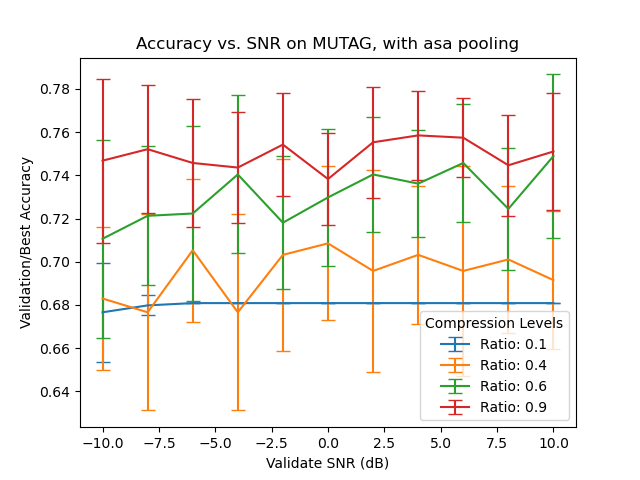 Accuracy vs. SNR on MUTAG, with asa pooling
Validation/Best Accuracy
0.78
0.76
0.74
0.72
0.70
0.68
0.66
0.64
−10.0 −7.5 −5.0 −2.5 0.0 2.5 5.0 7.5 10.0
Validate SNR (dB)
Compression Levels
Ratio: 0.1
Ratio: 0.4
Ratio: 0.6
Ratio: 0.9